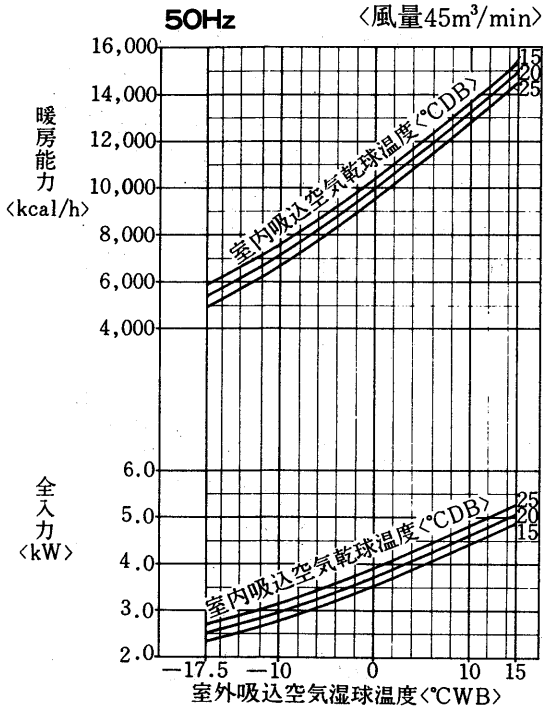 50Hz
〈風量45m³/min〉
16,000
14,000
12,000
10,000
8,000
6,000
4,000
暖房能力
〈kcal/h〉
室内吸込空気乾球温度〈°CDB〉
15
20
25
6.0
5.0
4.0
3.0
2.0
全入力
〈kW〉
室内吸込空気乾球温度〈°CDB〉
25
20
15
−17.5 −10 0 10 15
室外吸込空気湿球温度〈°CWB〉